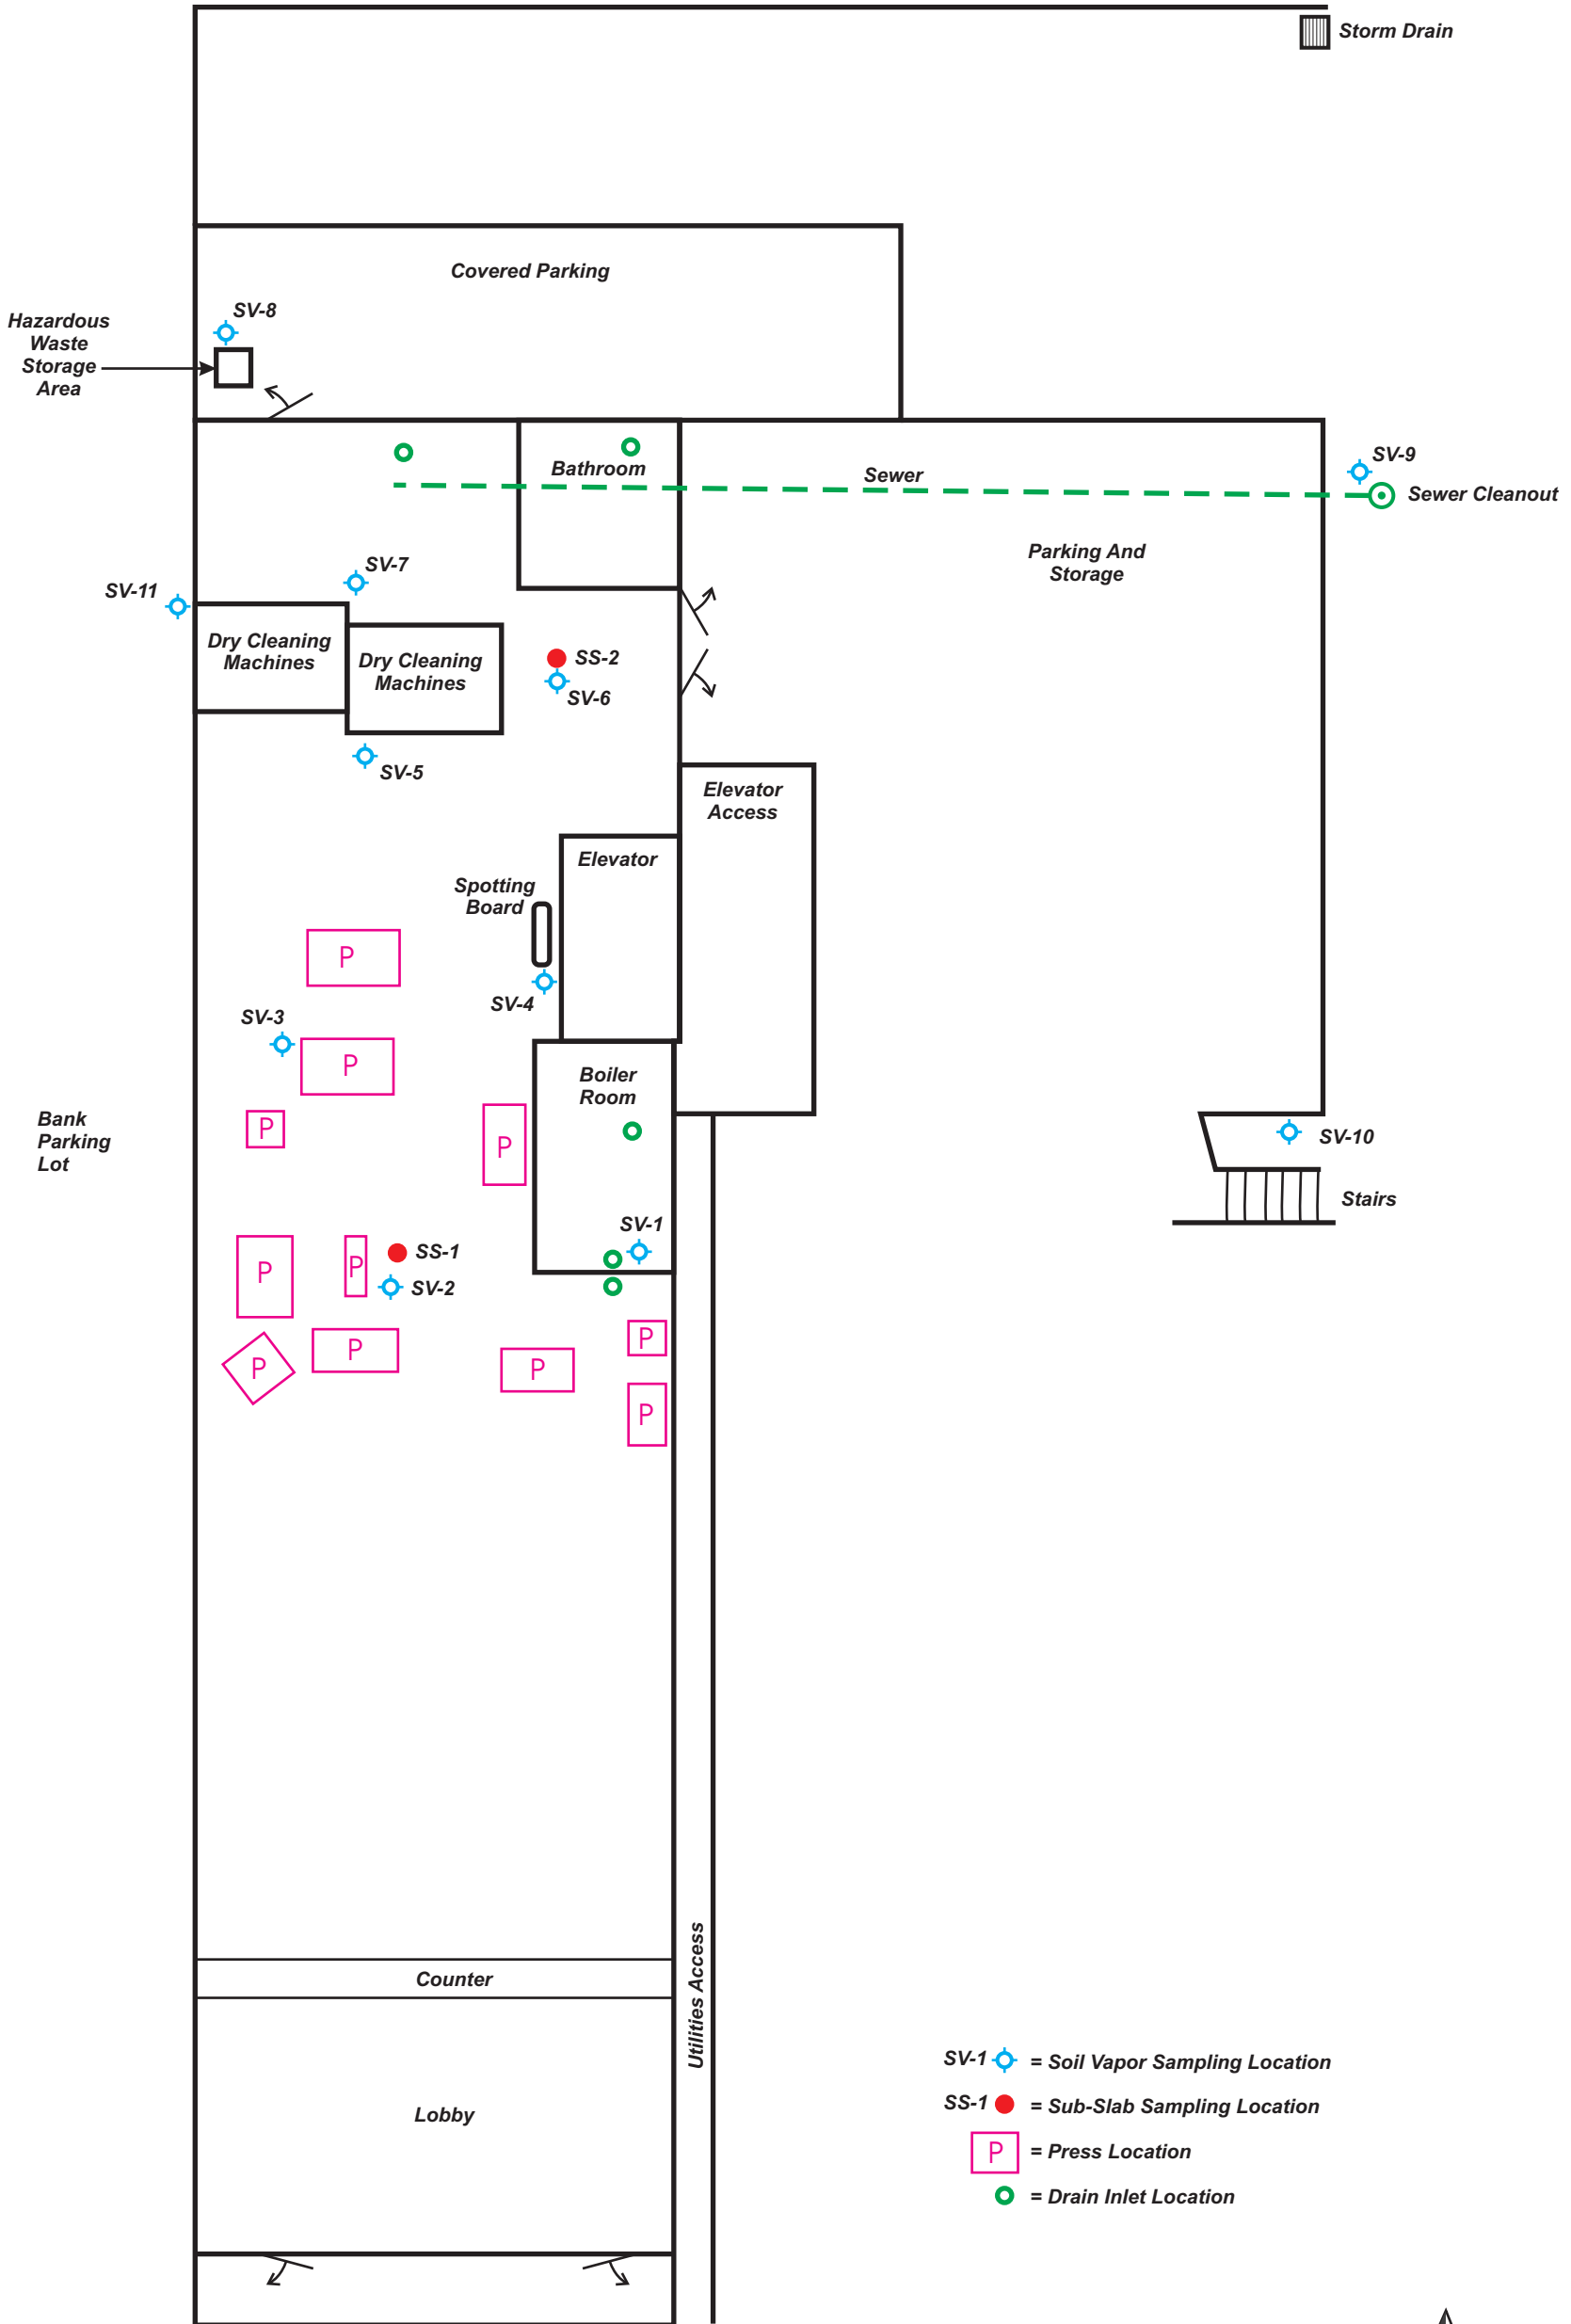 Storm Drain
Covered Parking
SV-8
Hazardous
Waste
Storage
Area
Bathroom
Sewer
SV-9
Sewer Cleanout
Parking And
Storage
SV-7
SV-11
Dry Cleaning
Machines
Dry Cleaning
Machines
SS-2
SV-6
SV-5
Elevator
Access
Elevator
Spotting
Board
P
SV-4
SV-3
P
Boiler
Room
Bank
Parking
Lot
P
P
SV-10
Stairs
SV-1
SS-1
P
P
SV-2
P
P
P
P
P
Counter
Utilities Access
Lobby
SV-1 = Soil Vapor Sampling Location
SS-1 = Sub-Slab Sampling Location
P = Press Location
= Drain Inlet Location